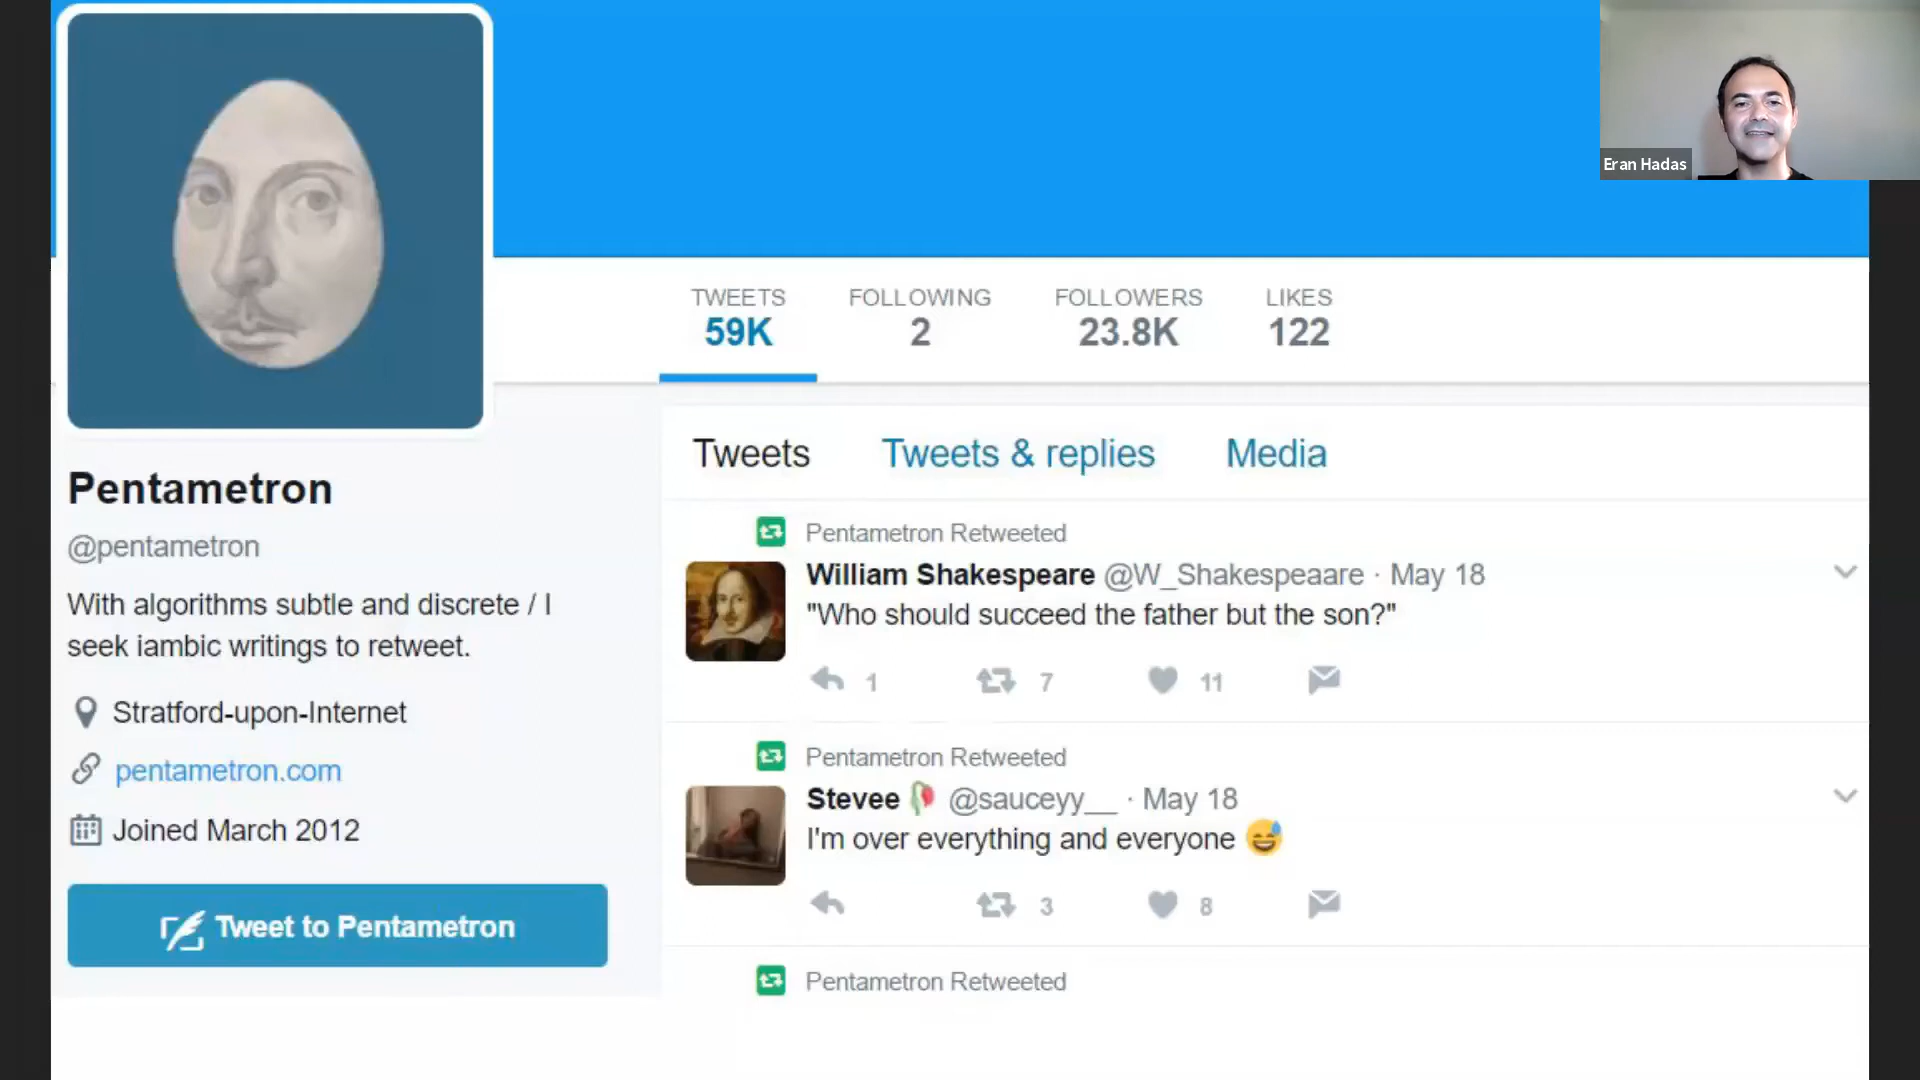 Eran Hadas
TWEETS
59K
FOLLOWING
2
FOLLOWERS
23.8K
LIKES
122
Pentametron
@pentametron
With algorithms subtle and discrete / I
seek iambic writings to retweet.
Stratford-upon-Internet
pentametron.com
Joined March 2012
Tweet to Pentametron
Tweets
Tweets & replies
Media
Pentametron Retweeted
William Shakespeare @W_Shakespeaare · May 18
"Who should succeed the father but the son?"
1 7 11
Pentametron Retweeted
Stevee 🥀 @sauceyy__ · May 18
I'm over everything and everyone 😅
3 8
Pentametron Retweeted